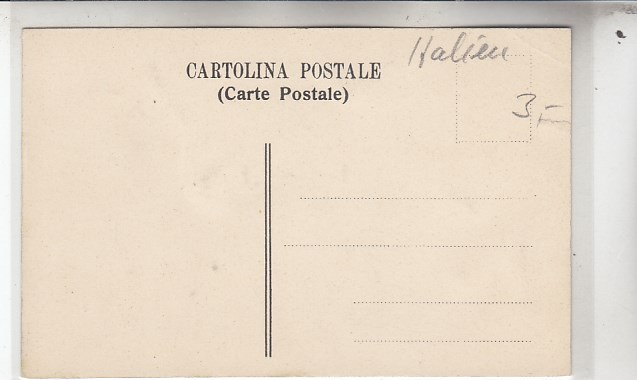 Italien
CARTOLINA POSTALE
(Carte Postale)
3,-